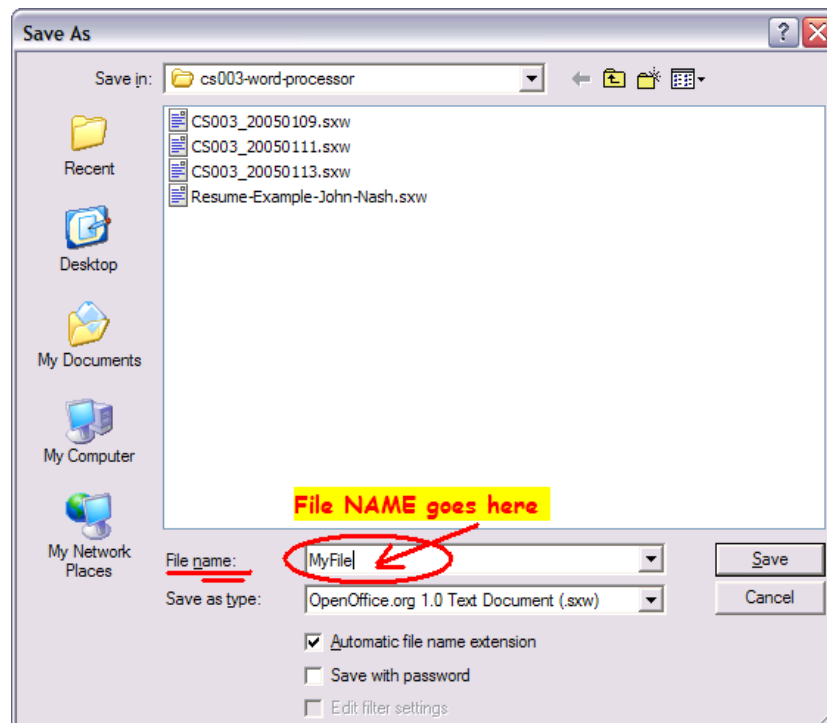 Save As
Save in: cs003-word-processor
CS003_20050109.sxw
CS003_20050111.sxw
CS003_20050113.sxw
Resume-Example-John-Nash.sxw
Recent
Desktop
My Documents
My Computer
My Network
Places
File NAME goes here
File name: MyFile Save
Save as type: OpenOffice.org 1.0 Text Document (.sxw) Cancel
Automatic file name extension
Save with password
Edit filter settings